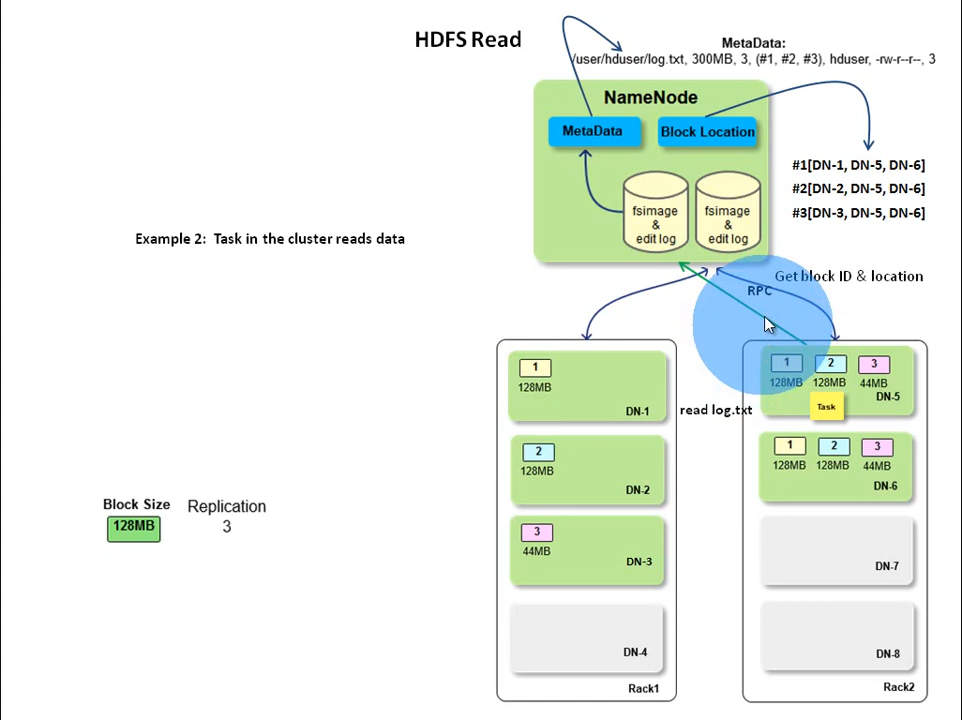 HDFS Read
MetaData:
/user/hduser/log.txt, 300MB, 3, (#1, #2, #3), hduser, -rw-r--r--, 3
NameNode
MetaData
Block Location
#1[DN-1, DN-5, DN-6]
#2[DN-2, DN-5, DN-6]
#3[DN-3, DN-5, DN-6]
fsimage
&
edit log
fsimage
&
edit log
Example 2: Task in the cluster reads data
Get block ID & location
RPC
1
128MB
DN-1
2
128MB
DN-2
3
44MB
DN-3
DN-4
Rack1
read log.txt
1
2
3
128MB
128MB
44MB
DN-5
Task
1
2
3
128MB
128MB
44MB
DN-6
DN-7
DN-8
Rack2
Block Size
128MB
Replication
3